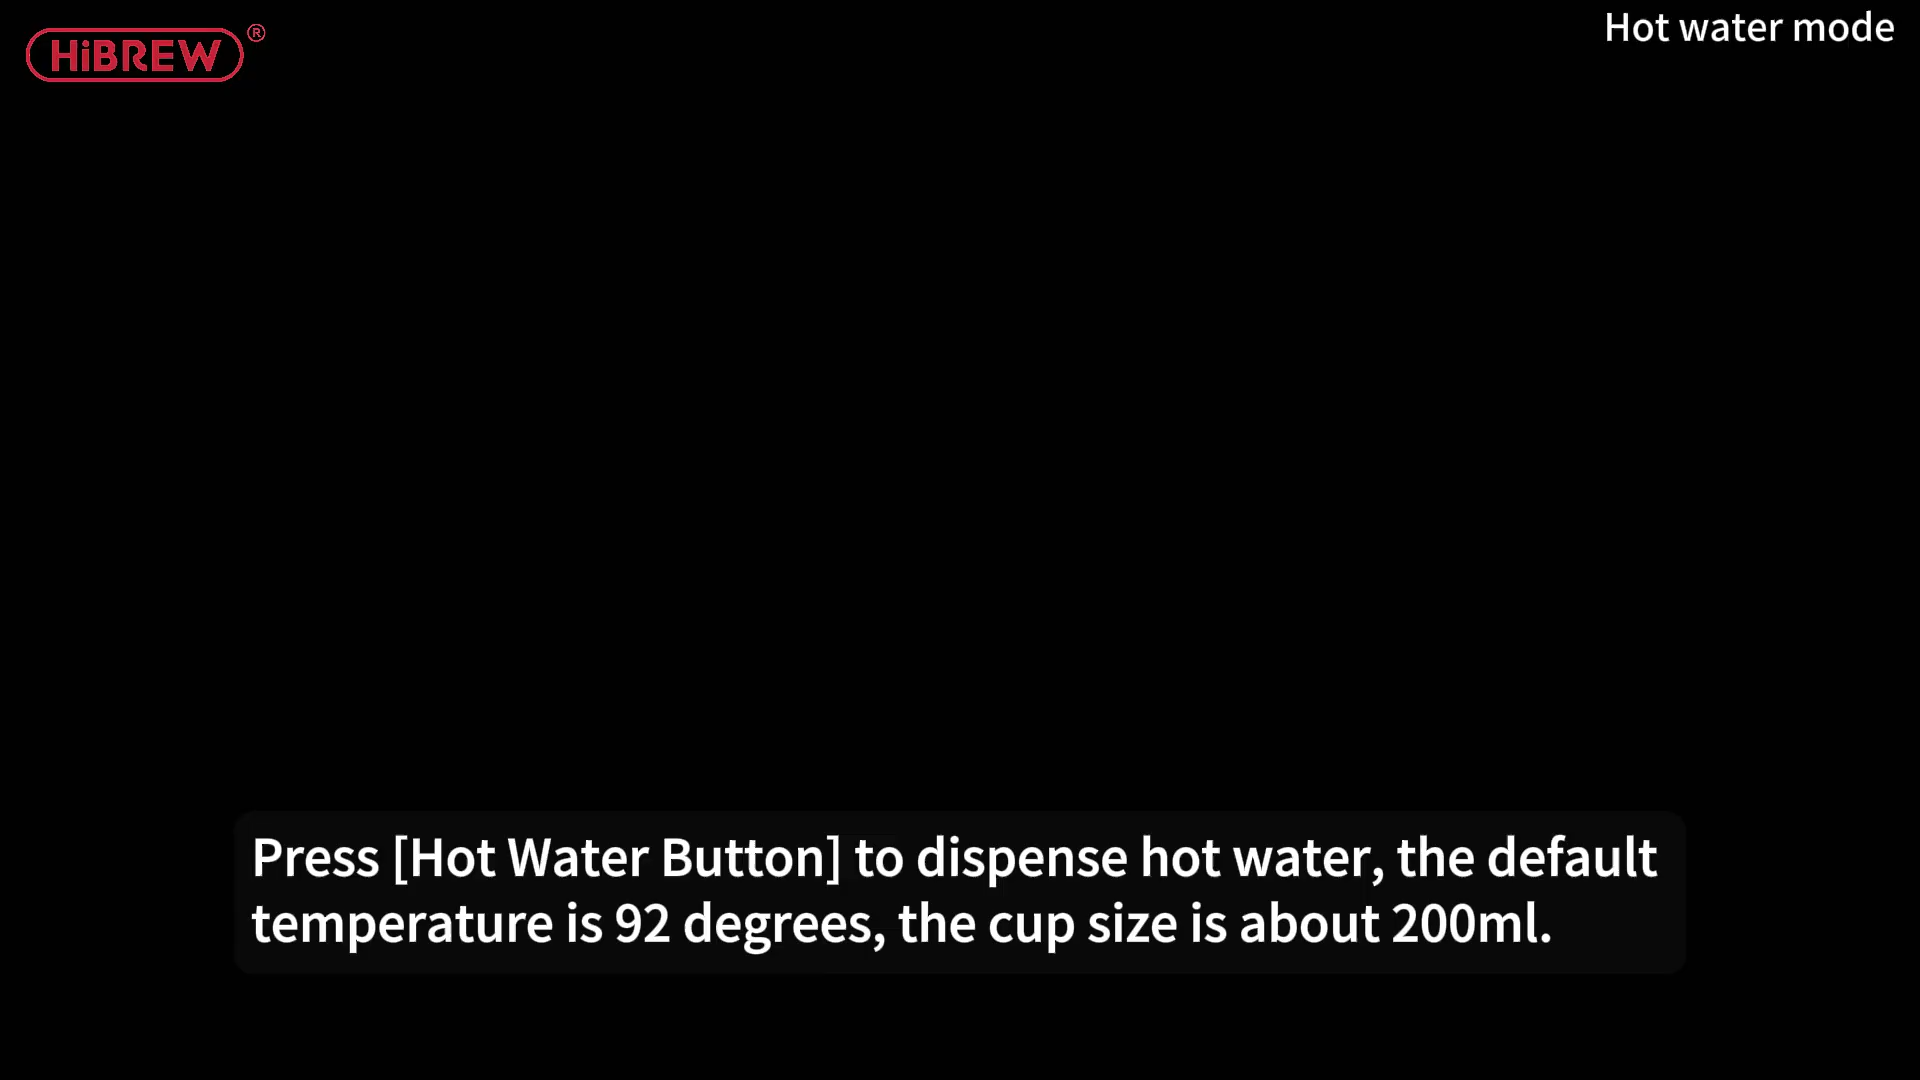 HiBREW®
Hot water mode
Press [Hot Water Button] to dispense hot water, the default
temperature is 92 degrees, the cup size is about 200ml.